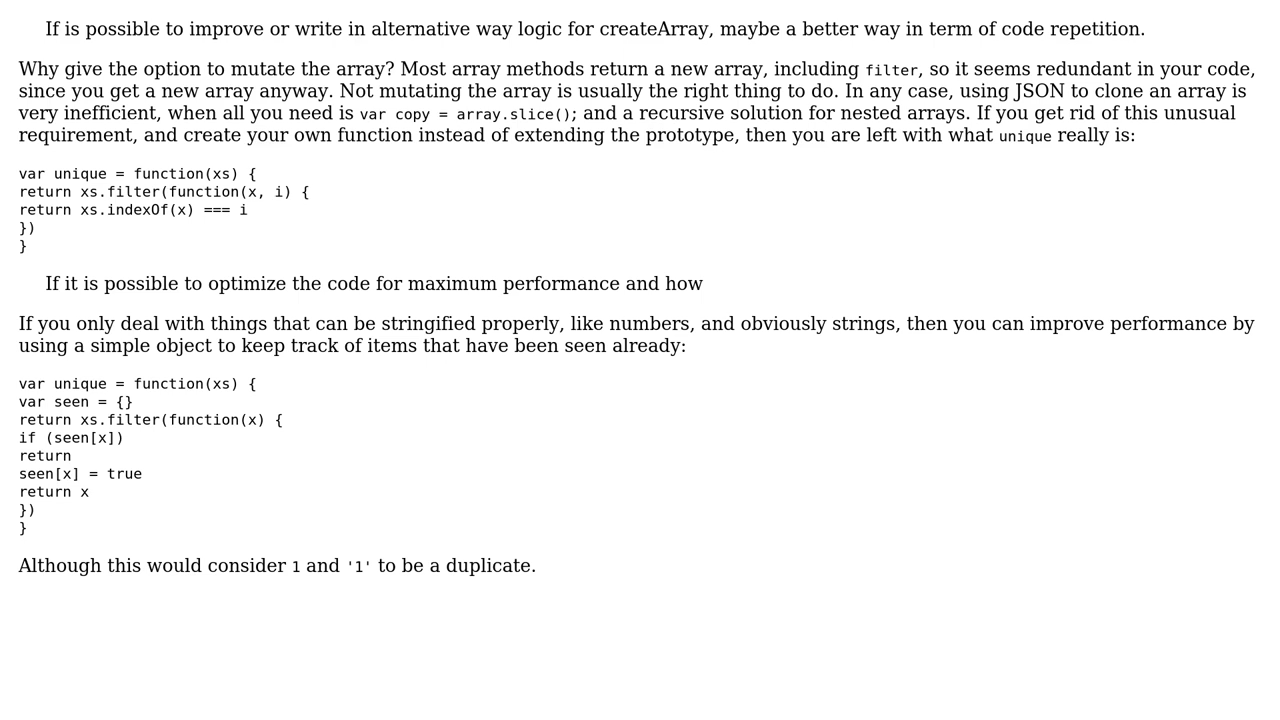 If is possible to improve or write in alternative way logic for createArray, maybe a better way in term of code repetition.
Why give the option to mutate the array? Most array methods return a new array, including filter, so it seems redundant in your code,
since you get a new array anyway. Not mutating the array is usually the right thing to do. In any case, using JSON to clone an array is
very inefficient, when all you need is var copy = array.slice(); and a recursive solution for nested arrays. If you get rid of this unusual
requirement, and create your own function instead of extending the prototype, then you are left with what unique really is:
var unique = function(xs) {
return xs.filter(function(x, i) {
return xs.indexOf(x) === i
})
}
If it is possible to optimize the code for maximum performance and how
If you only deal with things that can be stringified properly, like numbers, and obviously strings, then you can improve performance by
using a simple object to keep track of items that have been seen already:
var unique = function(xs) {
var seen = {}
return xs.filter(function(x) {
if (seen[x])
return
seen[x] = true
return x
})
}
Although this would consider 1 and '1' to be a duplicate.